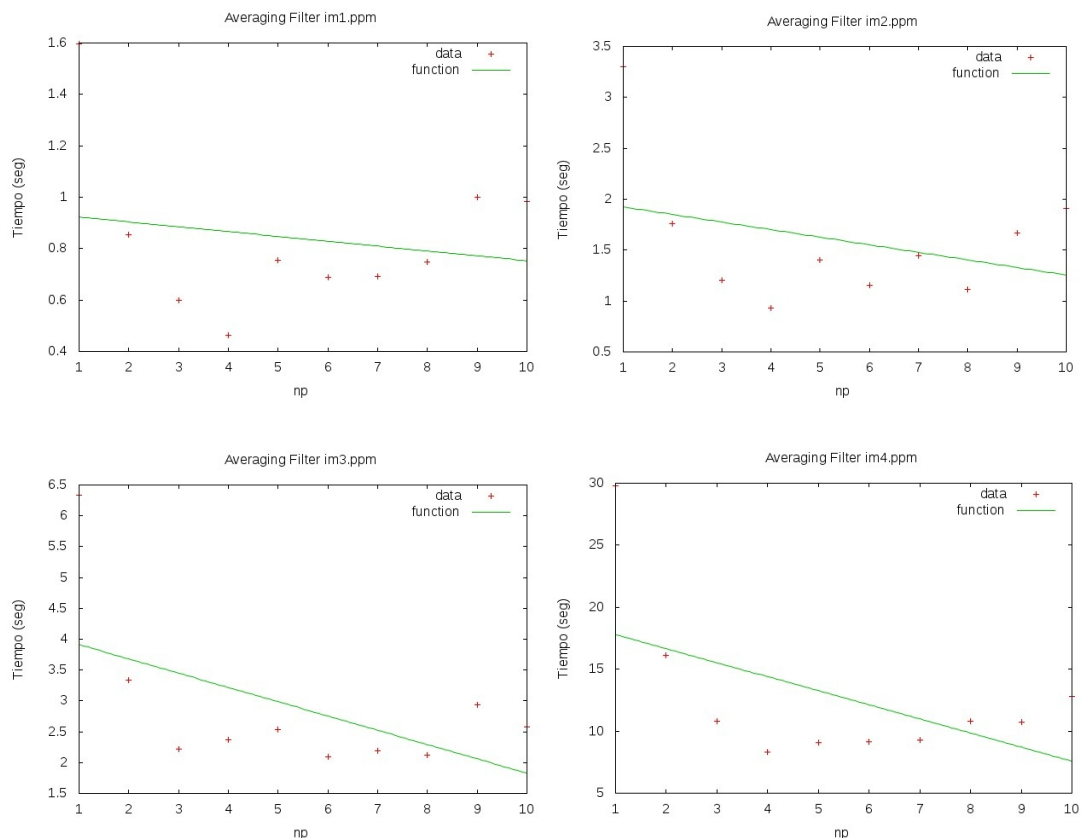 Averaging Filter im1.ppm
1.6
1.4
1.2
1
0.8
0.6
0.4
Tiempo (seg)
data
function
1 2 3 4 5 6 7 8 9 10
np
Averaging Filter im2.ppm
3.5
3
2.5
2
1.5
1
0.5
Tiempo (seg)
data
function
1 2 3 4 5 6 7 8 9 10
np
Averaging Filter im3.ppm
6.5
6
5.5
5
4.5
4
3.5
3
2.5
2
1.5
Tiempo (seg)
data
function
1 2 3 4 5 6 7 8 9 10
np
Averaging Filter im4.ppm
30
25
20
15
10
5
Tiempo (seg)
data
function
1 2 3 4 5 6 7 8 9 10
np